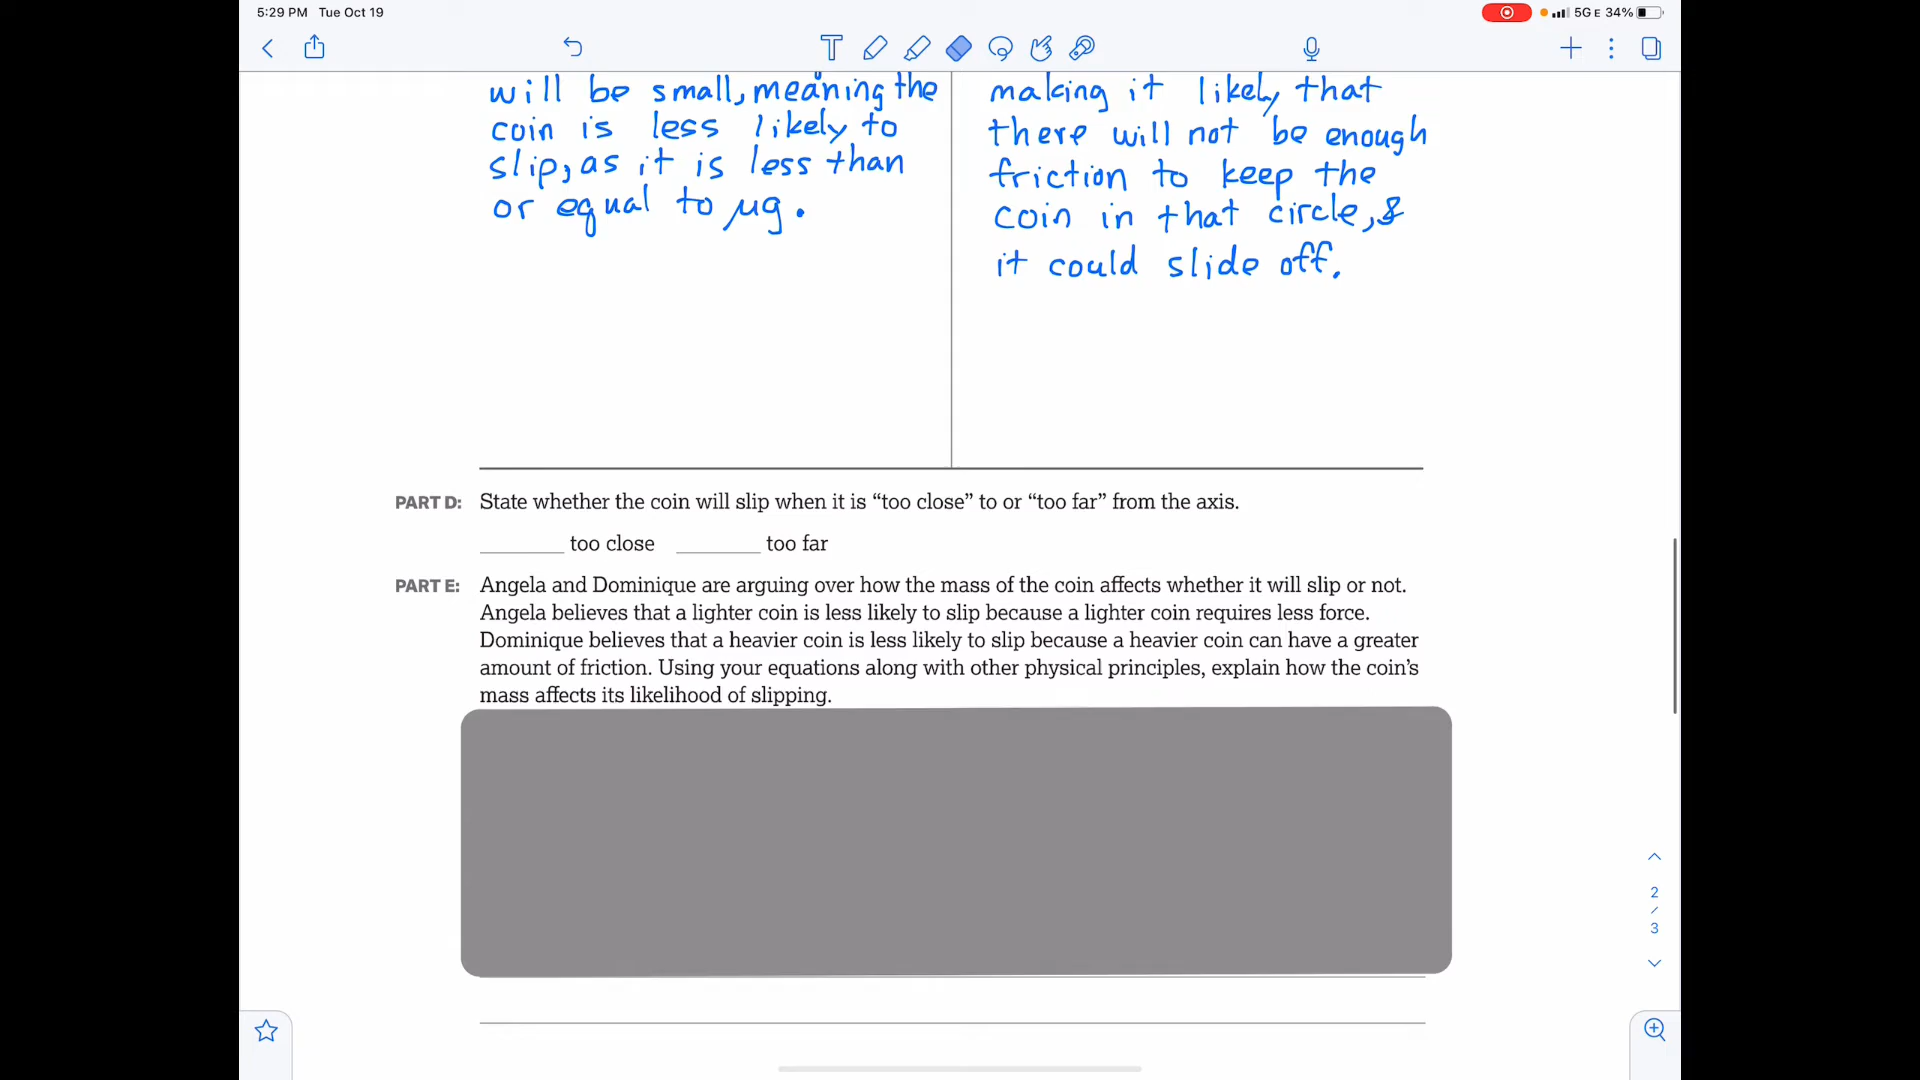 5:29 PM Tue Oct 19
5G E 34%
will be small, meaning the
coin is less likely to
slip, as it is less than
or equal to μg.
making it likely that
there will not be enough
friction to keep the
coin in that circle, &
it could slide off.
PART D: State whether the coin will slip when it is “too close” to or “too far” from the axis.
________ too close ________ too far
PART E: Angela and Dominique are arguing over how the mass of the coin affects whether it will slip or not.
Angela believes that a lighter coin is less likely to slip because a lighter coin requires less force.
Dominique believes that a heavier coin is less likely to slip because a heavier coin can have a greater
amount of friction. Using your equations along with other physical principles, explain how the coin’s
mass affects its likelihood of slipping.
2
/
3